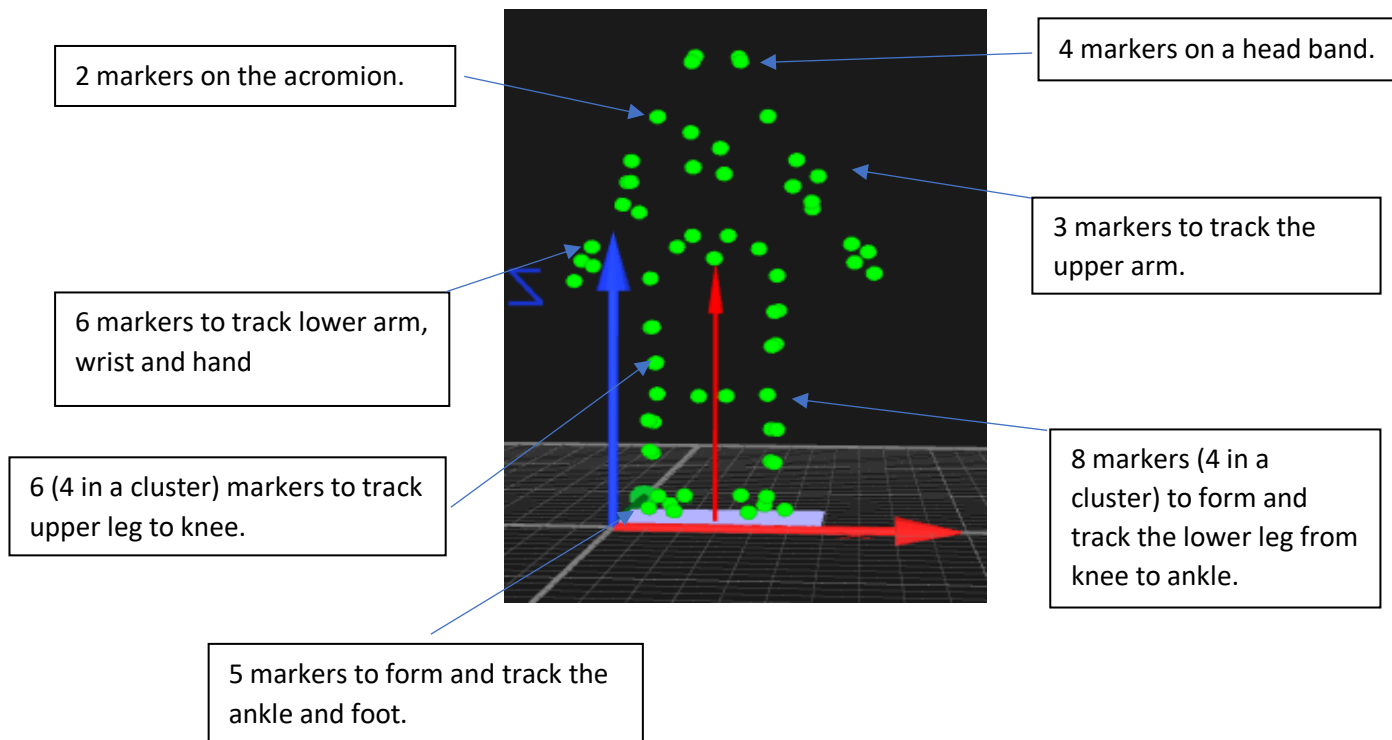 4 markers on a head band.
2 markers on the acromion.
3 markers to track the
upper arm.
Z
6 markers to track lower arm,
wrist and hand
8 markers (4 in a
cluster) to form and
track the lower leg from
knee to ankle.
6 (4 in a cluster) markers to track
upper leg to knee.
5 markers to form and track the
ankle and foot.